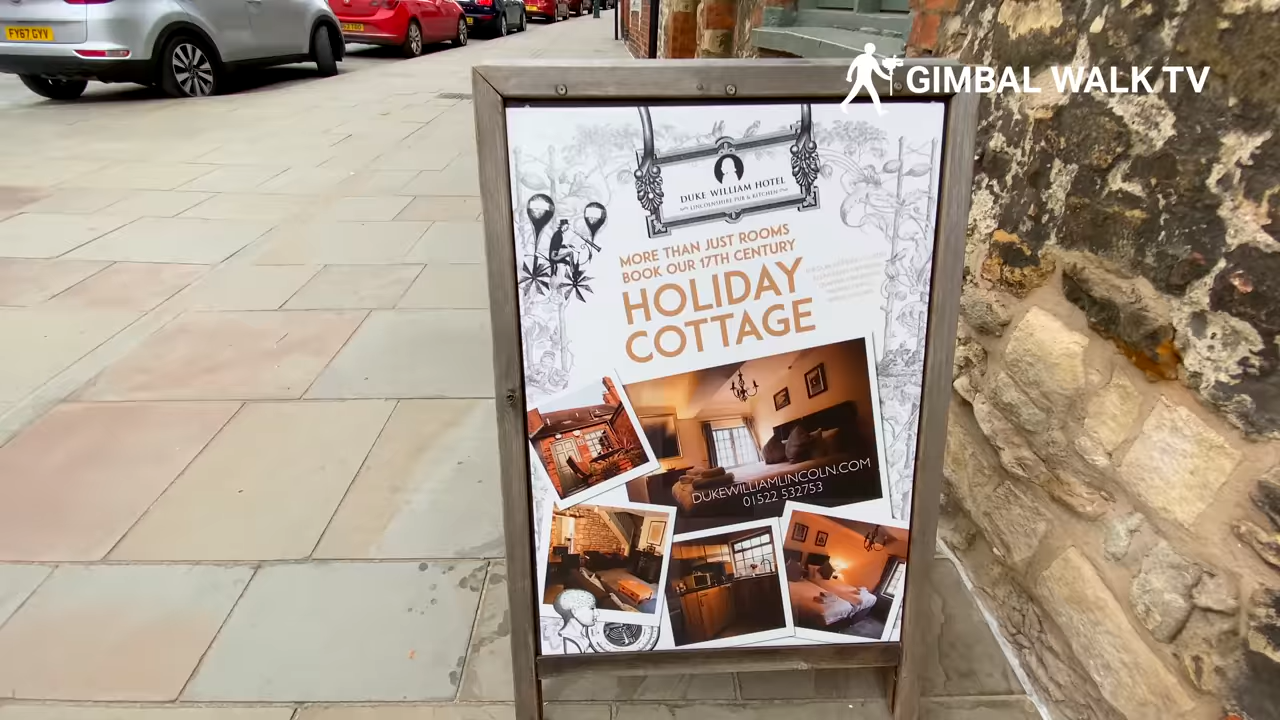 FY67 GYV
GIMBAL WALK TV
DUKE WILLIAM HOTEL
LINCOLNSHIRE PUB & KITCHEN
MORE THAN JUST ROOMS
BOOK OUR 17TH CENTURY
HOLIDAY
COTTAGE
DUKEWILLIAMLINCOLN.COM
01522 532753